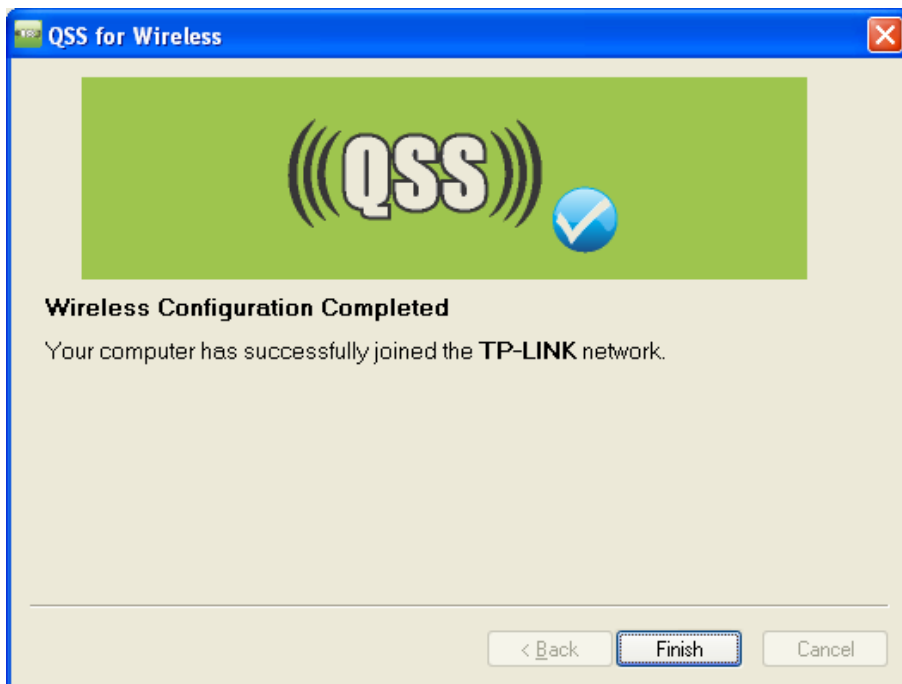 QSS for Wireless
(((QSS)))
Wireless Configuration Completed
Your computer has successfully joined the TP-LINK network.
< Back Finish Cancel